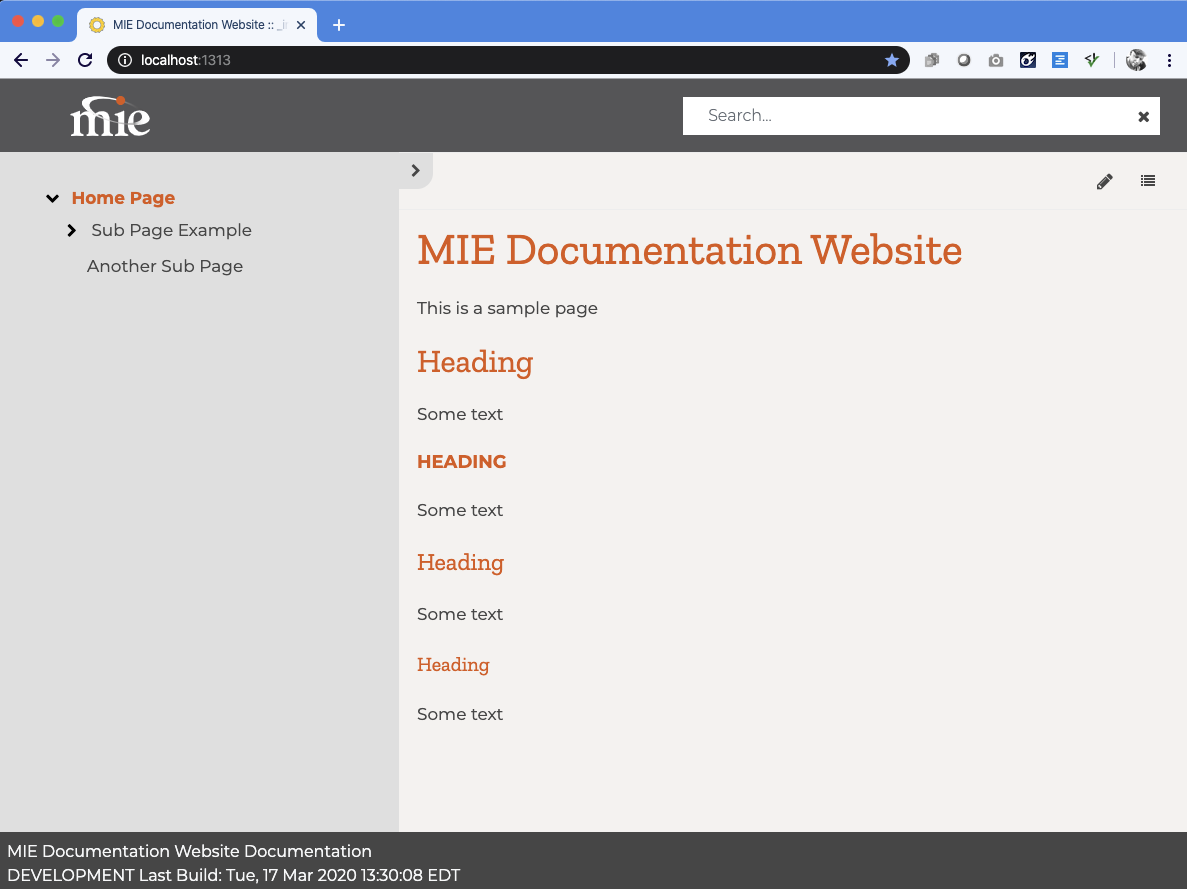 MIE Documentation Website :: _i
localhost:1313
mie
Search...
Home Page
Sub Page Example
Another Sub Page
MIE Documentation Website
This is a sample page
Heading
Some text
HEADING
Some text
Heading
Some text
Heading
Some text
MIE Documentation Website Documentation
DEVELOPMENT Last Build: Tue, 17 Mar 2020 13:30:08 EDT